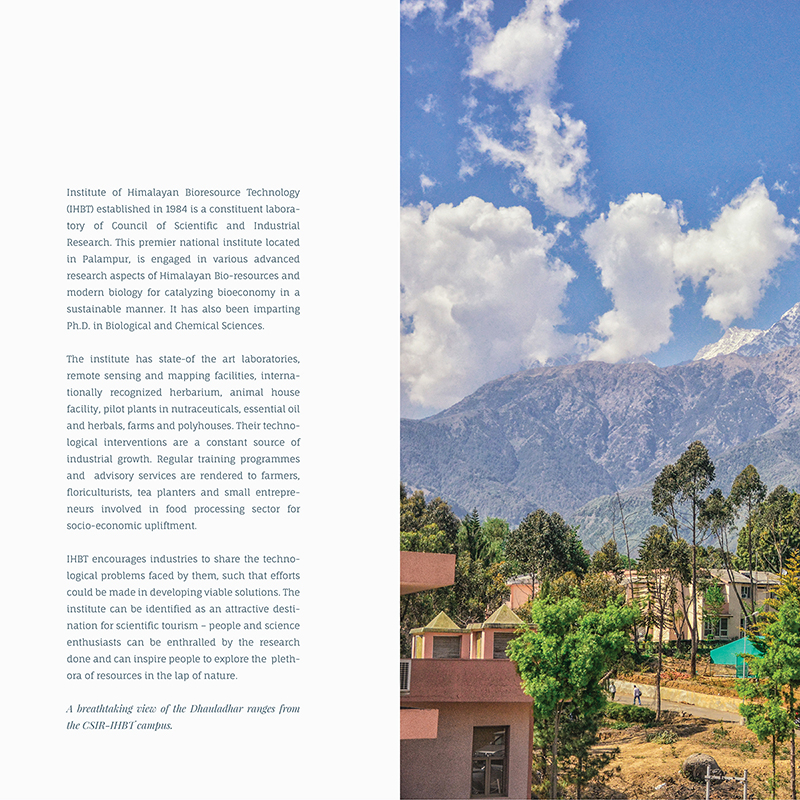 Institute of Himalayan Bioresource Technology
(IHBT) established in 1984 is a constituent labora-
tory of Council of Scientific and Industrial
Research. This premier national institute located
in Palampur, is engaged in various advanced
research aspects of Himalayan Bio-resources and
modern biology for catalyzing bioeconomy in a
sustainable manner. It has also been imparting
Ph.D. in Biological and Chemical Sciences.
The institute has state-of the art laboratories,
remote sensing and mapping facilities, interna-
tionally recognized herbarium, animal house
facility, pilot plants in nutraceuticals, essential oil
and herbals, farms and polyhouses. Their techno-
logical interventions are a constant source of
industrial growth. Regular training programmes
and advisory services are rendered to farmers,
floriculturists, tea planters and small entrepre-
neurs involved in food processing sector for
socio-economic upliftment.
IHBT encourages industries to share the techno-
logical problems faced by them, such that efforts
could be made in developing viable solutions. The
institute can be identified as an attractive desti-
nation for scientific tourism – people and science
enthusiasts can be enthralled by the research
done and can inspire people to explore the pleth-
ora of resources in the lap of nature.
A breathtaking view of the Dhauladhar ranges from
the CSIR-IHBT campus.